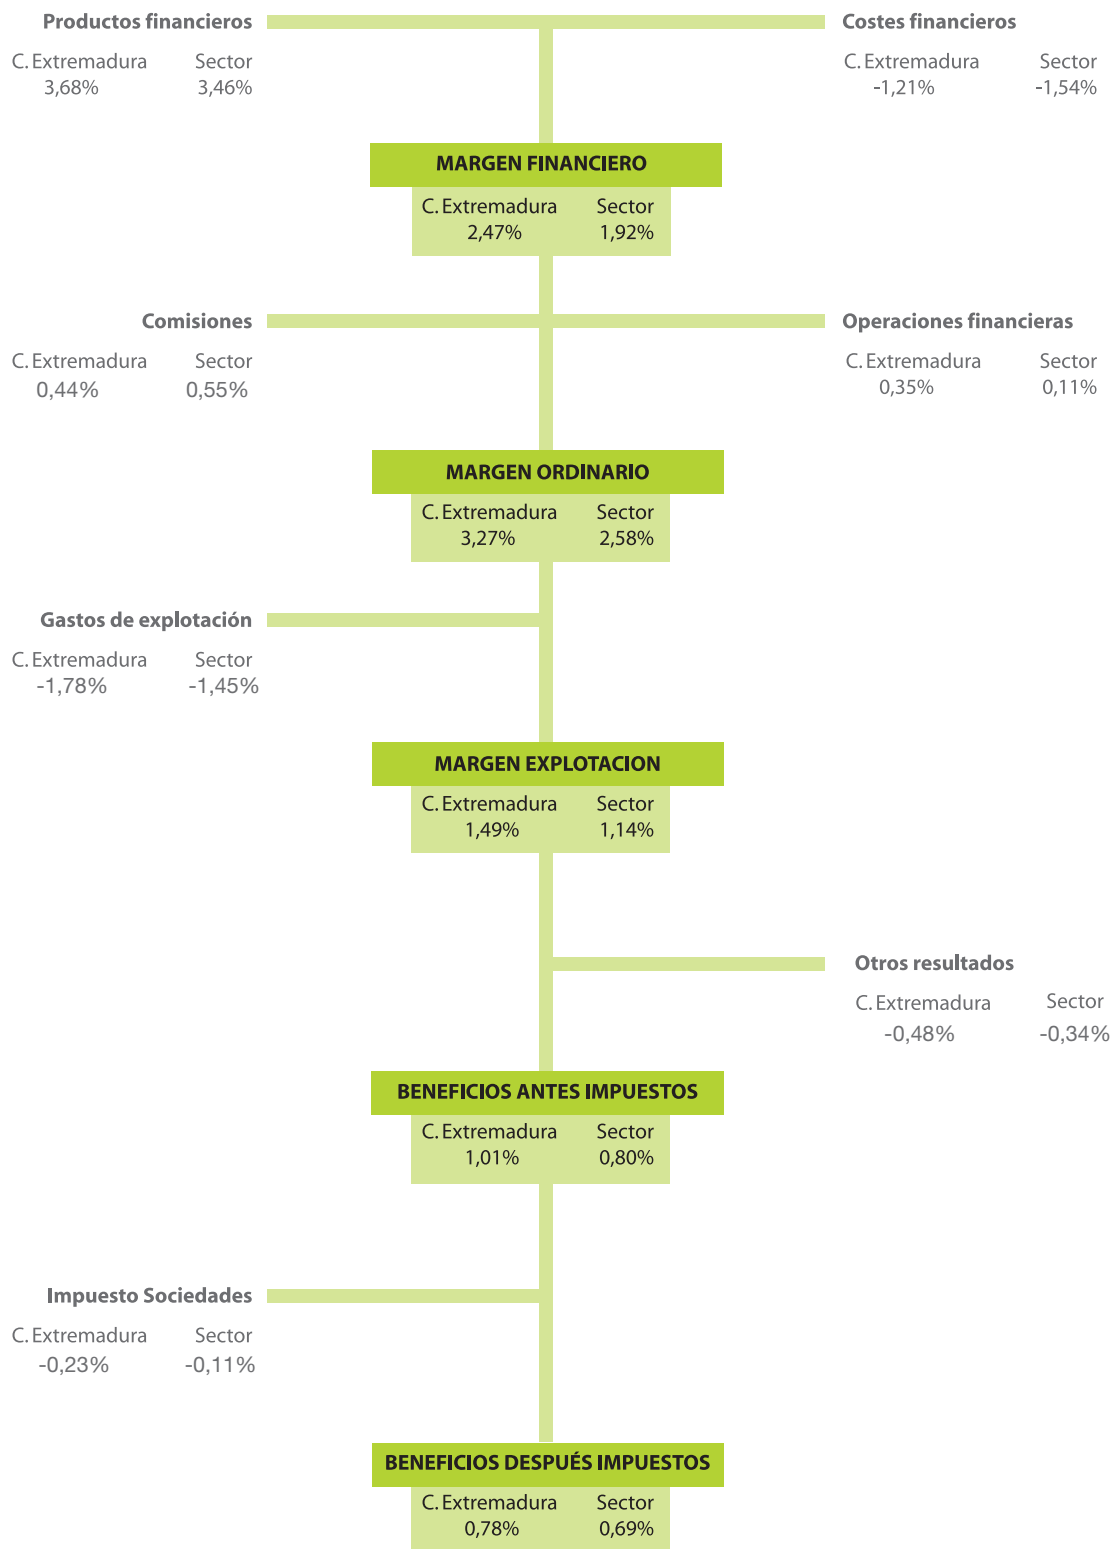 Productos financieros
Costes financieros
C. Extremadura Sector
3,68% 3,46%
C. Extremadura Sector
-1,21% -1,54%
MARGEN FINANCIERO
C. Extremadura Sector
2,47% 1,92%
Comisiones
Operaciones financieras
C. Extremadura Sector
0,44% 0,55%
C. Extremadura Sector
0,35% 0,11%
MARGEN ORDINARIO
C. Extremadura Sector
3,27% 2,58%
Gastos de explotación
C. Extremadura Sector
-1,78% -1,45%
MARGEN EXPLOTACION
C. Extremadura Sector
1,49% 1,14%
Otros resultados
C. Extremadura Sector
-0,48% -0,34%
BENEFICIOS ANTES IMPUESTOS
C. Extremadura Sector
1,01% 0,80%
Impuesto Sociedades
C. Extremadura Sector
-0,23% -0,11%
BENEFICIOS DESPUÉS IMPUESTOS
C. Extremadura Sector
0,78% 0,69%